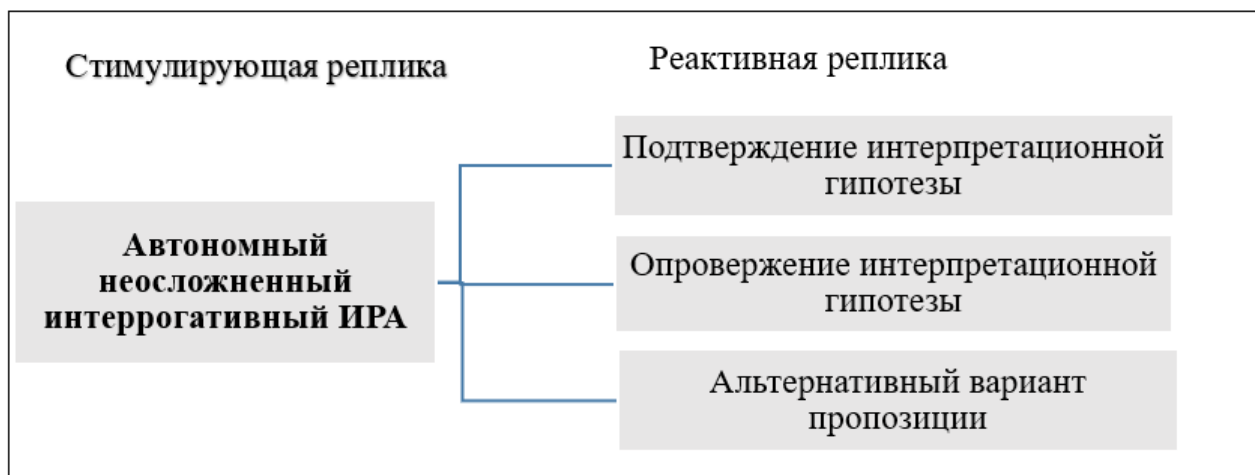 Стимулирующая реплика
Реактивная реплика
Автономный
неосложненный
интеррогативный ИРА
Подтверждение интерпретационной
гипотезы
Опровержение интерпретационной
гипотезы
Альтернативный вариант
пропозиции